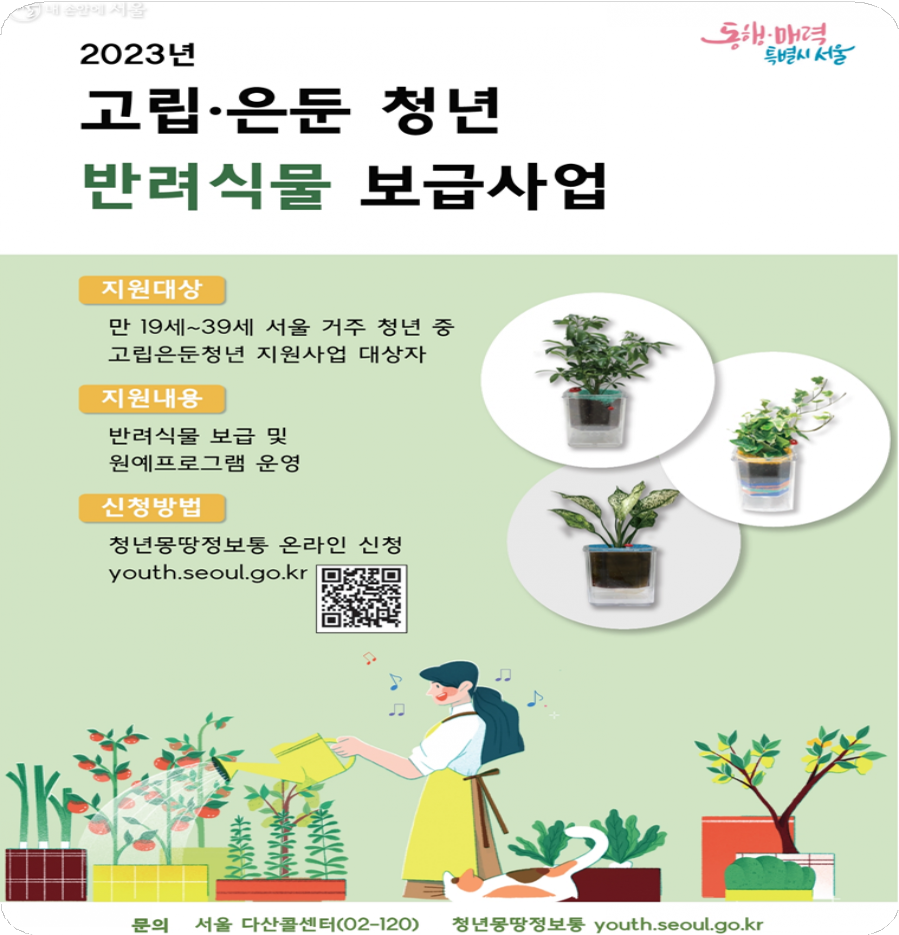 내 손안에 서울
동행·매력
특별시 서울
2023년
고립·은둔 청년
반려식물 보급사업
지원대상
만 19세~39세 서울 거주 청년 중
고립은둔청년 지원사업 대상자
지원내용
반려식물 보급 및
원예프로그램 운영
신청방법
청년몽땅정보통 온라인 신청
youth.seoul.go.kr
문의 서울 다산콜센터(02-120) 청년몽땅정보통 youth.seoul.go.kr